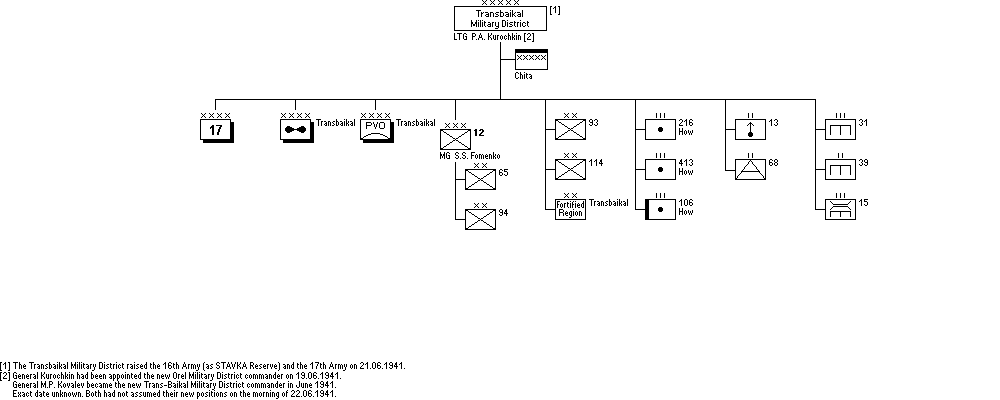 XXXXX
Transbaikal
Military District
[1]
LTG P.A. Kurochkin [2]
XXXXX
Chita
XXXX
17
XXXX
Transbaikal
XXXX
PVO
Transbaikal
XX
12
MG S.S. Fomenko
XX
65
XX
94
XX
93
XX
114
XX
Fortified
Region
Transbaikal
III
216
How
III
413
How
III
106
How
III
13
III
68
III
31
III
39
III
15
[1] The Transbaikal Military District raised the 16th Army (as STAVKA Reserve) and the 17th Army on 21.06.1941.
[2] General Kurochkin had been appointed the new Orel Military District commander on 19.06.1941.
General M.P. Kovalev became the new Trans-Baikal Military District commander in June 1941.
Exact date unknown. Both had not assumed their new positions on the morning of 22.06.1941.